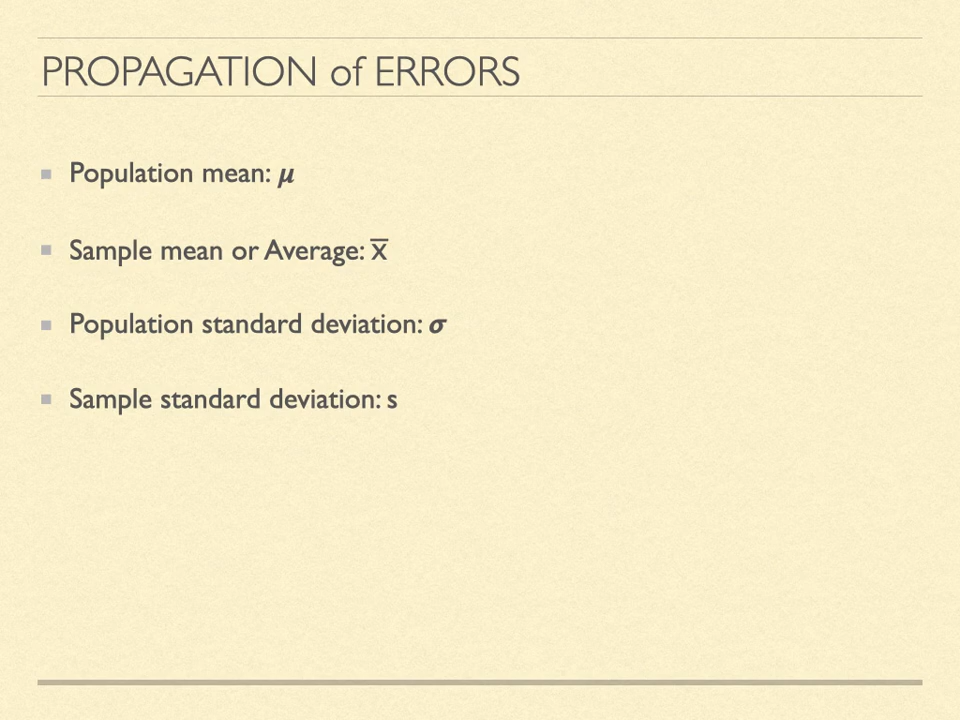 PROPAGATION of ERRORS
Population mean: μ
Sample mean or Average: x̅
Population standard deviation: σ
Sample standard deviation: s